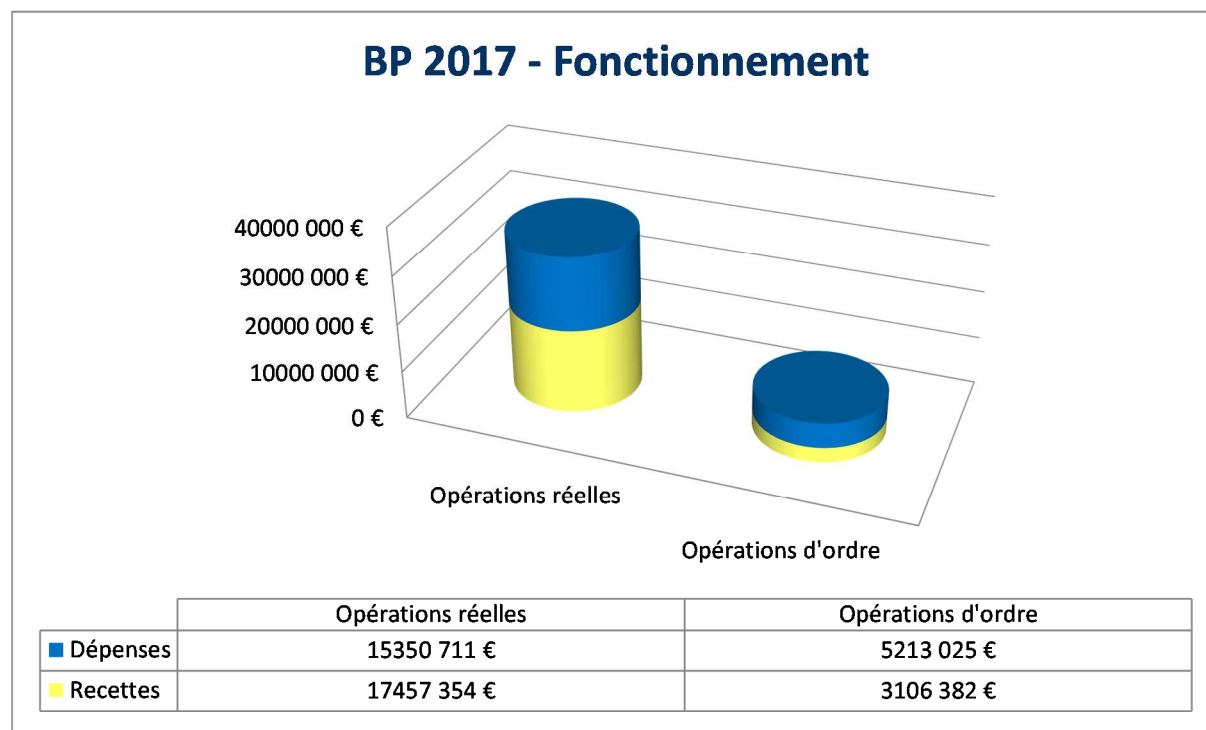 BP 2017 - Fonctionnement
40000 000 €
30000 000 €
20000 000 €
10000 000 €
0 €
Opérations réelles
Opérations d'ordre
Opérations réelles Opérations d'ordre
Dépenses 15350 711 € 5213 025 €
Recettes 17457 354 € 3106 382 €